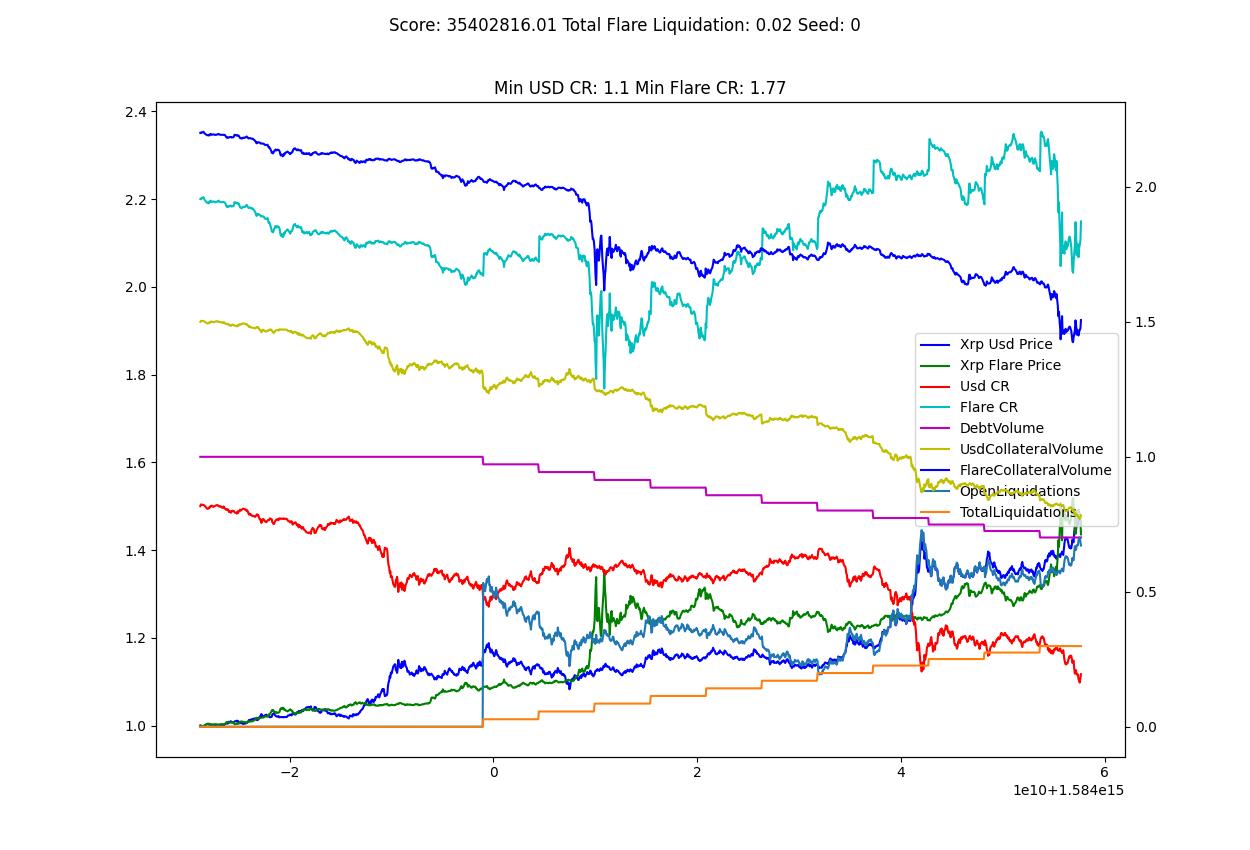 Score: 35402816.01 Total Flare Liquidation: 0.02 Seed: 0
Min USD CR: 1.1 Min Flare CR: 1.77
2.4
2.2
2.0
1.8
1.6
1.4
1.2
1.0
2.0
1.5
1.0
0.5
0.0
Xrp Usd Price
Xrp Flare Price
Usd CR
Flare CR
DebtVolume
UsdCollateralVolume
FlareCollateralVolume
OpenLiquidations
TotalLiquidations
−2 0 2 4 6
1e10+1.584e15